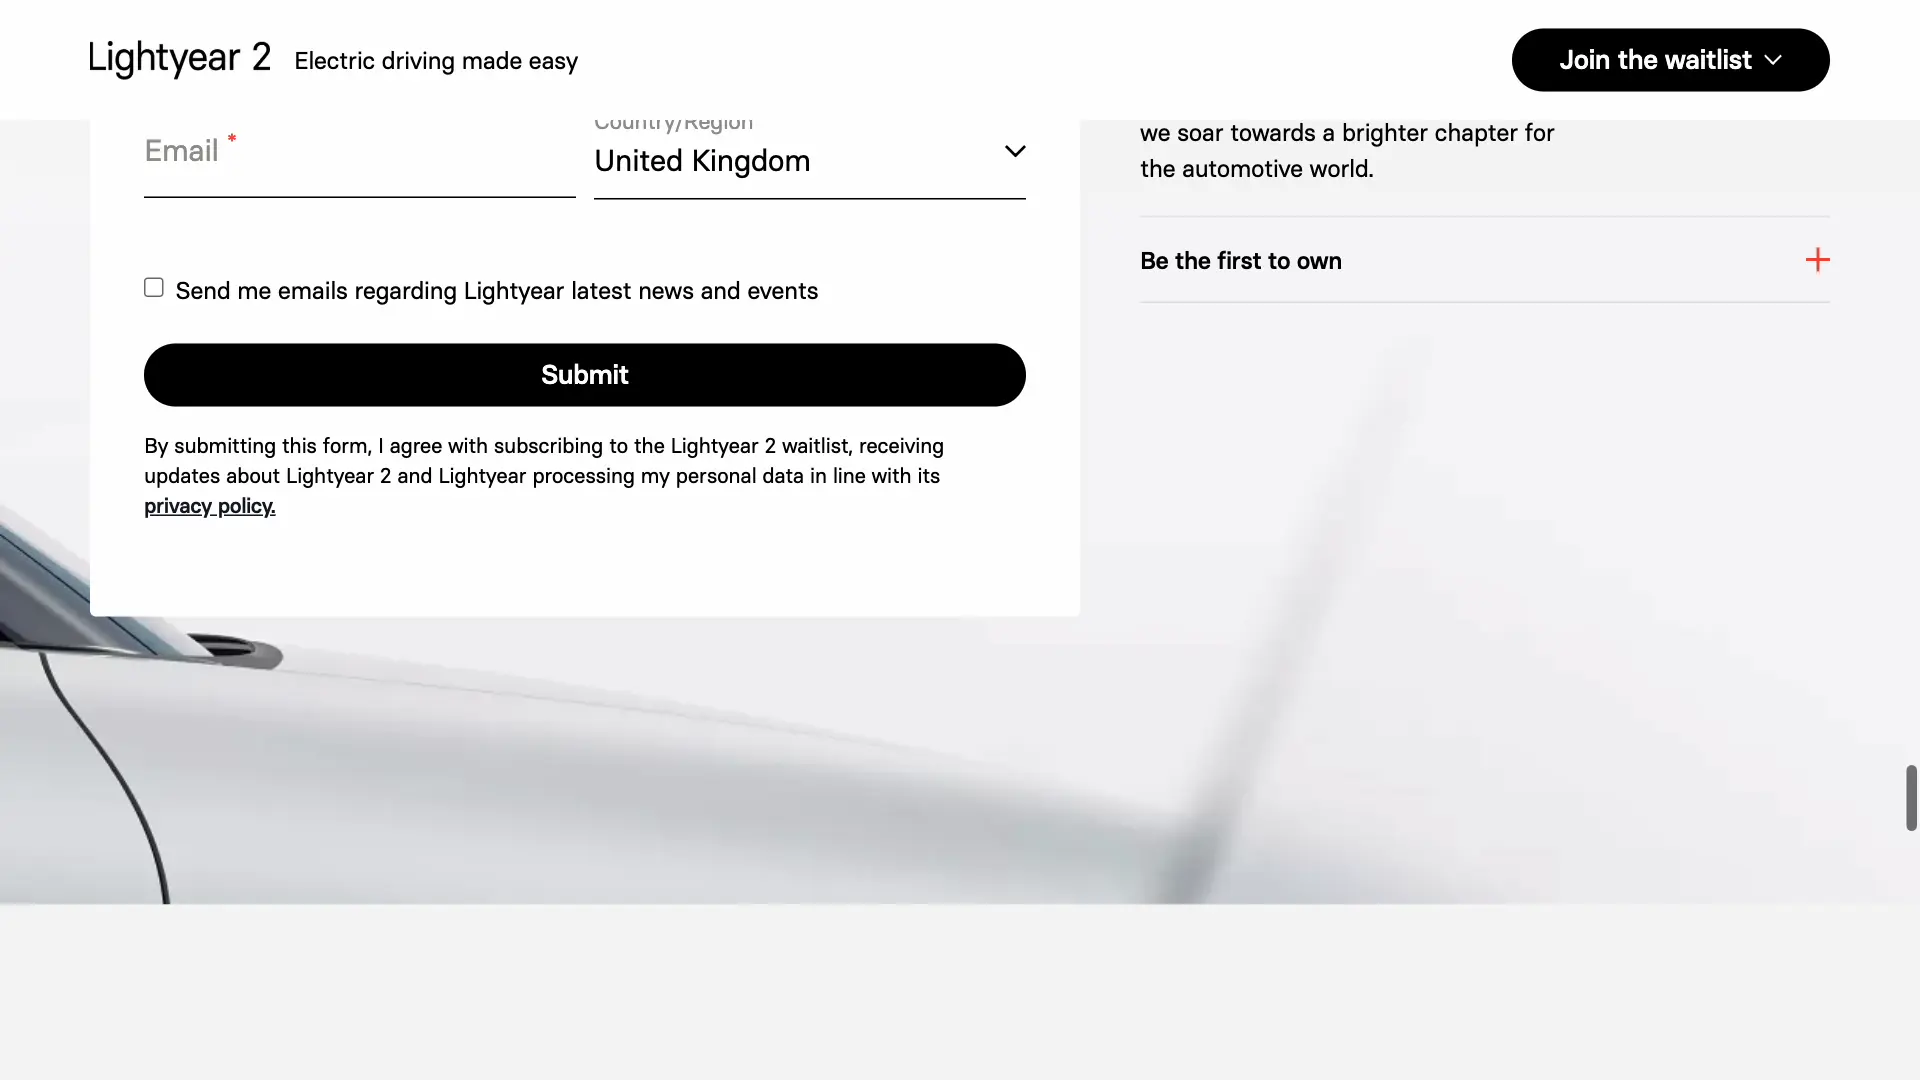 Lightyear 2 Electric driving made easy
Join the waitlist
Email *
Country/Region
United Kingdom
Send me emails regarding Lightyear latest news and events
Submit
By submitting this form, I agree with subscribing to the Lightyear 2 waitlist, receiving
updates about Lightyear 2 and Lightyear processing my personal data in line with its
privacy policy.
we soar towards a brighter chapter for
the automotive world.
Be the first to own